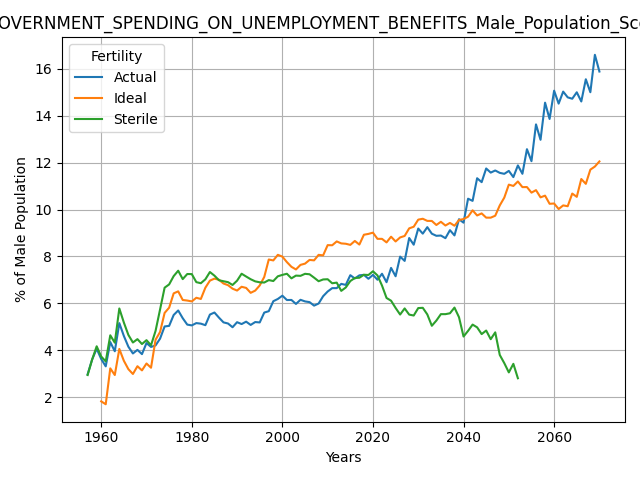 OVERNMENT_SPENDING_ON_UNEMPLOYMENT_BENEFITS_Male_Population_Sc
Fertility
Actual
Ideal
Sterile
% of Male Population
16
14
12
10
8
6
4
2
1960
1980
2000
2020
2040
2060
Years